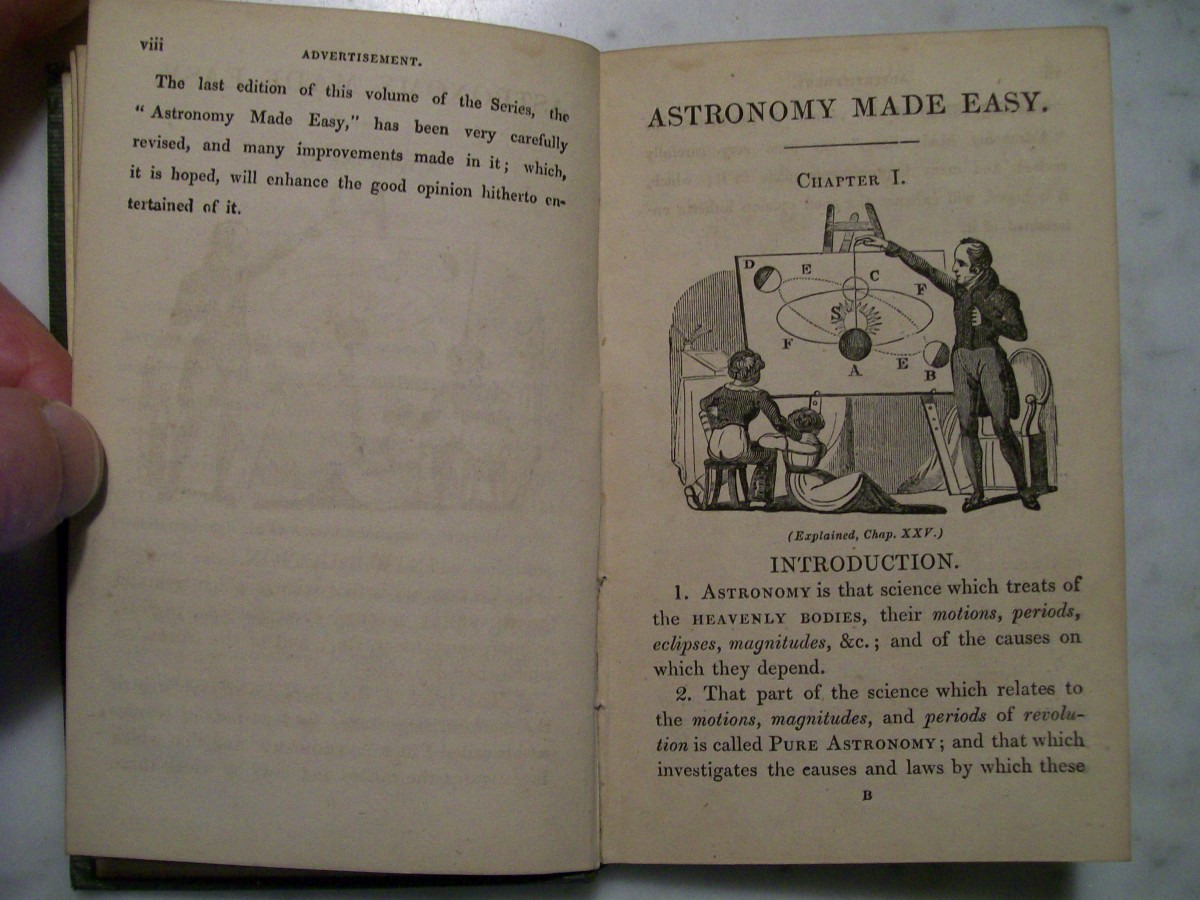 viii
ADVERTISEMENT.
The last edition of this volume of the Series, the
“Astronomy Made Easy,” has been very carefully
revised, and many improvements made in it; which,
it is hoped, will enhance the good opinion hitherto en-
tertained of it.
ASTRONOMY MADE EASY.
CHAPTER I.
D E C F
S
F A E B
(Explained, Chap. XXV.)
INTRODUCTION.
1. ASTRONOMY is that science which treats of
the HEAVENLY BODIES, their motions, periods,
eclipses, magnitudes, &c.; and of the causes on
which they depend.
2. That part of the science which relates to
the motions, magnitudes, and periods of revolu-
tion is called PURE ASTRONOMY; and that which
investigates the causes and laws by which these
B